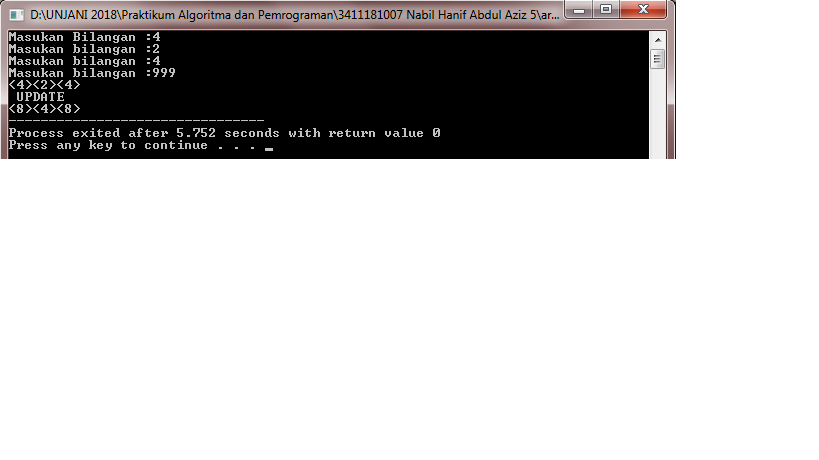 D:\UNJANI 2018\Praktikum Algoritma dan Pemrograman\3411181007 Nabil Hanif Abdul Aziz 5\ar...
Masukan Bilangan :4
Masukan bilangan :2
Masukan bilangan :4
Masukan bilangan :999
<4><2><4>
 UPDATE
<8><4><8>
--------------------------------
Process exited after 5.752 seconds with return value 0
Press any key to continue . . . _